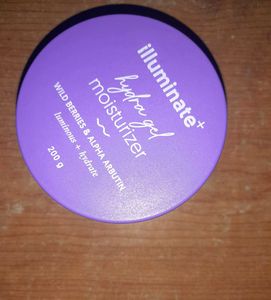 illuminate+
hydra gel
moisturizer
WILD BERRIES & ALPHA ARBUTIN
luminous + hydrate
200 g